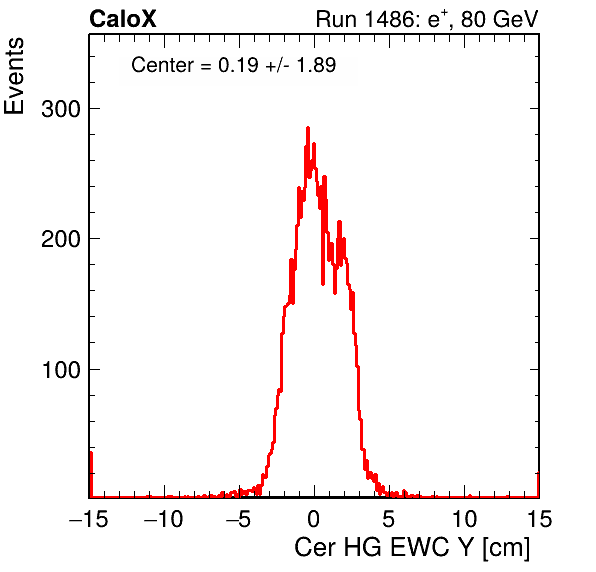 CaloX Run 1486: e⁺, 80 GeV
Events
Center = 0.19 +/- 1.89
300
200
100
−15 −10 −5 0 5 10 15
Cer HG EWC Y [cm]